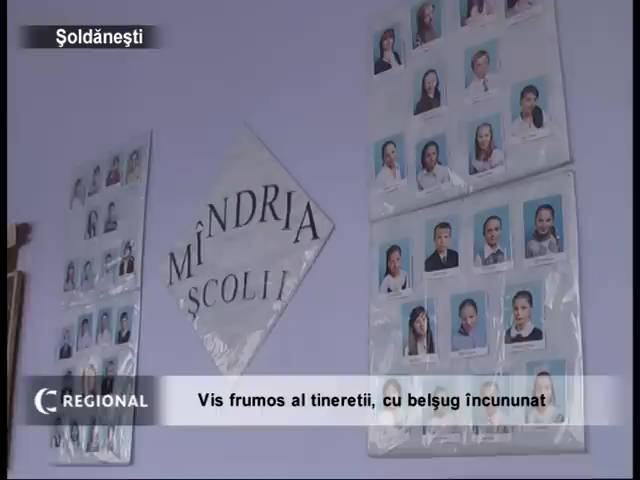 Şoldăneşti
MÎNDRIA
ŞCOLII
REGIONAL
Vis frumos al tineretii, cu belşug încununat